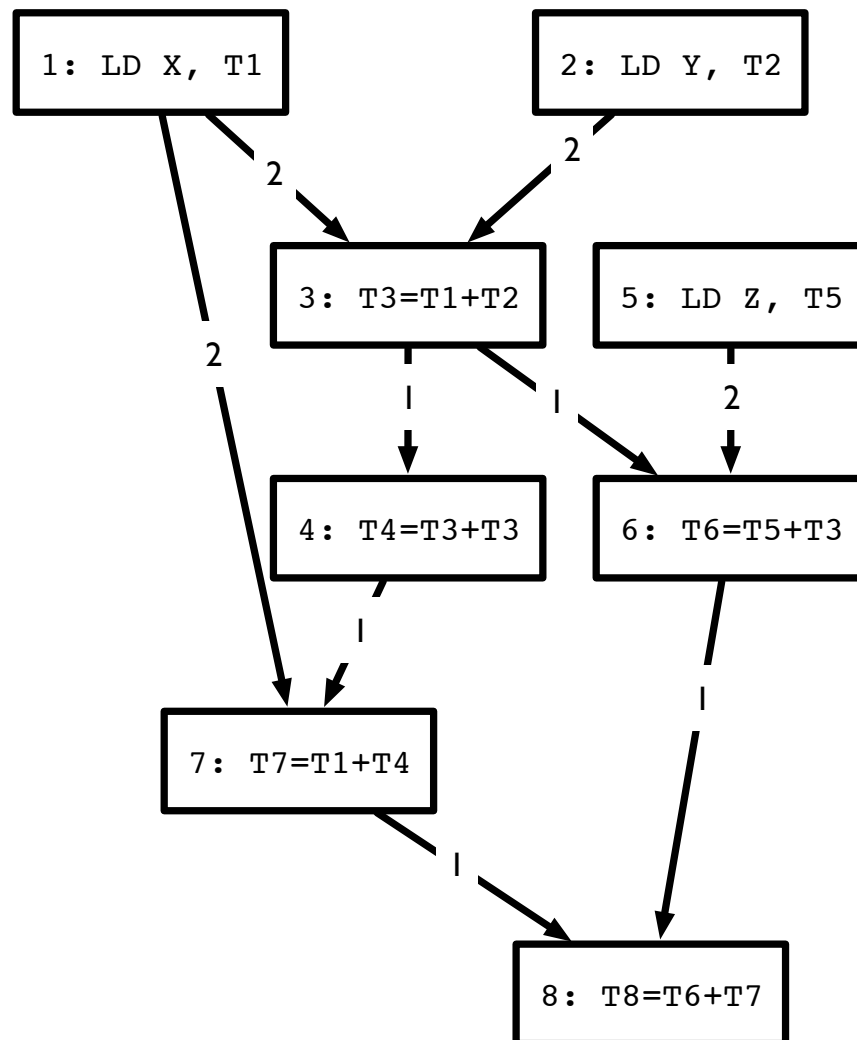 1: LD X, T1
2: LD Y, T2
2
2
3: T3=T1+T2
5: LD Z, T5
2
1
1
2
4: T4=T3+T3
6: T6=T5+T3
1
1
7: T7=T1+T4
1
8: T8=T6+T7